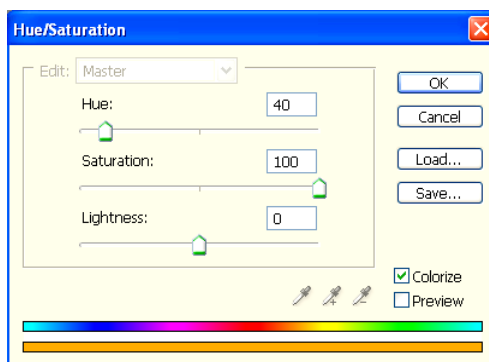 Hue/Saturation
Edit: Master
OK
Hue: 40
Cancel
Saturation: 100
Load...
Save...
Lightness: 0
Colorize
Preview